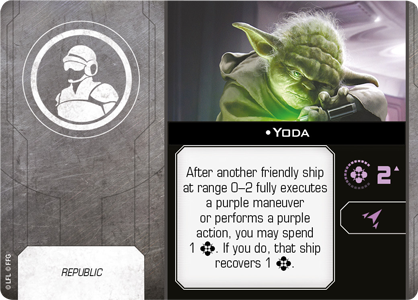 • YODA
After another friendly ship
at range 0–2 fully executes
a purple maneuver
or performs a purple
action, you may spend
1 . If you do, that ship
recovers 1 .
2
REPUBLIC
© LFL © FFG